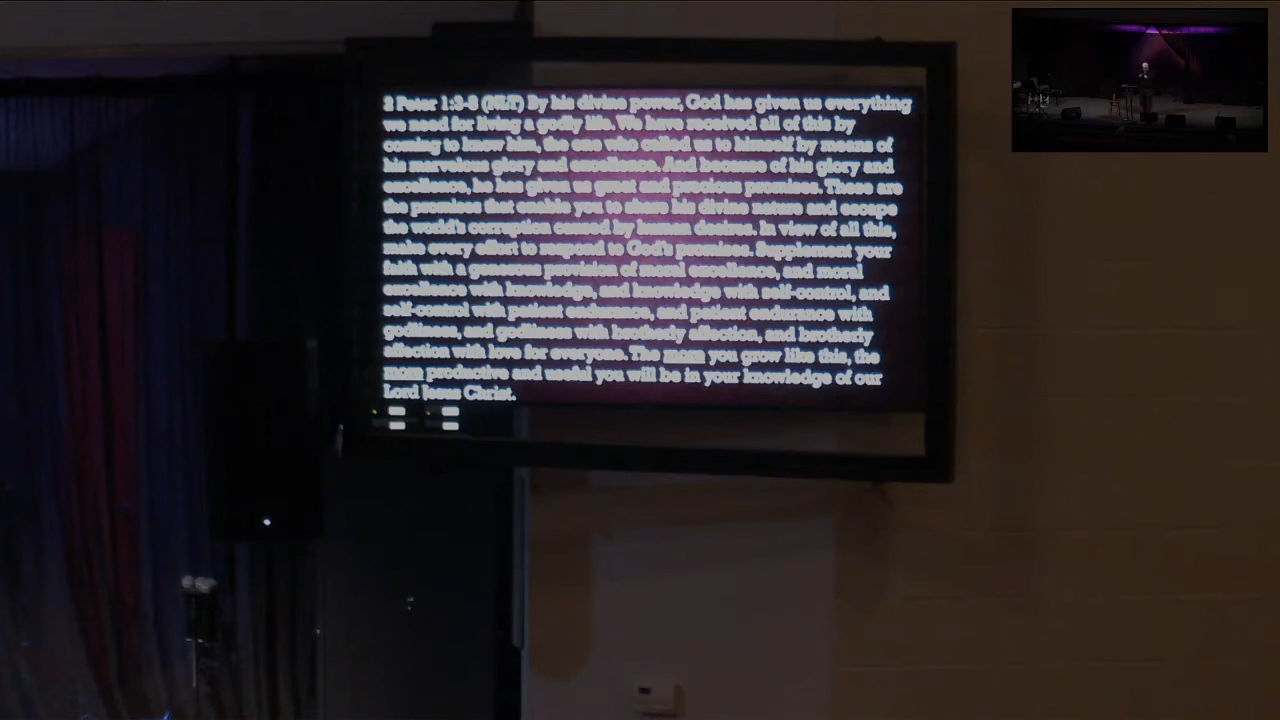 2 Peter 1:3-8 (NLT) By his divine power, God has given us everything
we need for living a godly life. We have received all of this by
coming to know him, the one who called us to himself by means of
his marvelous glory and excellence. And because of his glory and
excellence, he has given us great and precious promises. These are
the promises that enable you to share his divine nature and escape
the world's corruption caused by human desires. In view of all this,
make every effort to respond to God's promises. Supplement your
faith with a generous provision of moral excellence, and moral
excellence with knowledge, and knowledge with self-control, and
self-control with patient endurance, and patient endurance with
godliness, and godliness with brotherly affection, and brotherly
affection with love for everyone. The more you grow like this, the
more productive and useful you will be in your knowledge of our
Lord Jesus Christ.